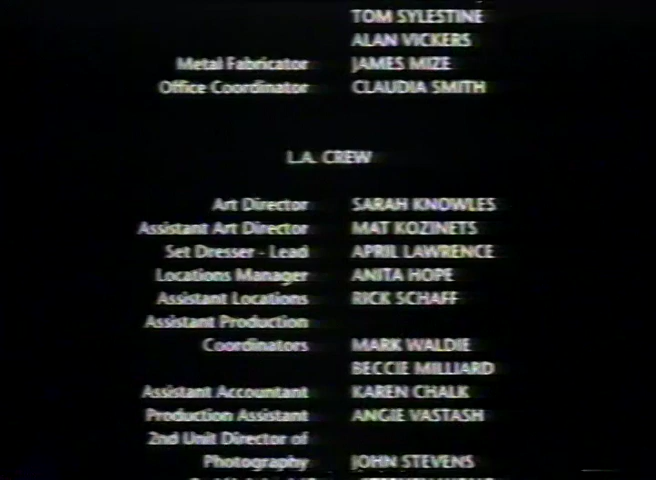 TOM SYLESTINE
ALAN VICKERS
Metal Fabricator JAMES MIZE
Office Coordinator CLAUDIA SMITH
L.A. CREW
Art Director SARAH KNOWLES
Assistant Art Director MAT KOZINETS
Set Dresser - Lead APRIL LAWRENCE
Locations Manager ANITA HOPE
Assistant Locations RICK SCHAFF
Assistant Production
Coordinators MARK WALDIE
BECCIE MILLIARD
Assistant Accountant KAREN CHALK
Production Assistant ANGIE VASTASH
2nd Unit Director of
Photography JOHN STEVENS